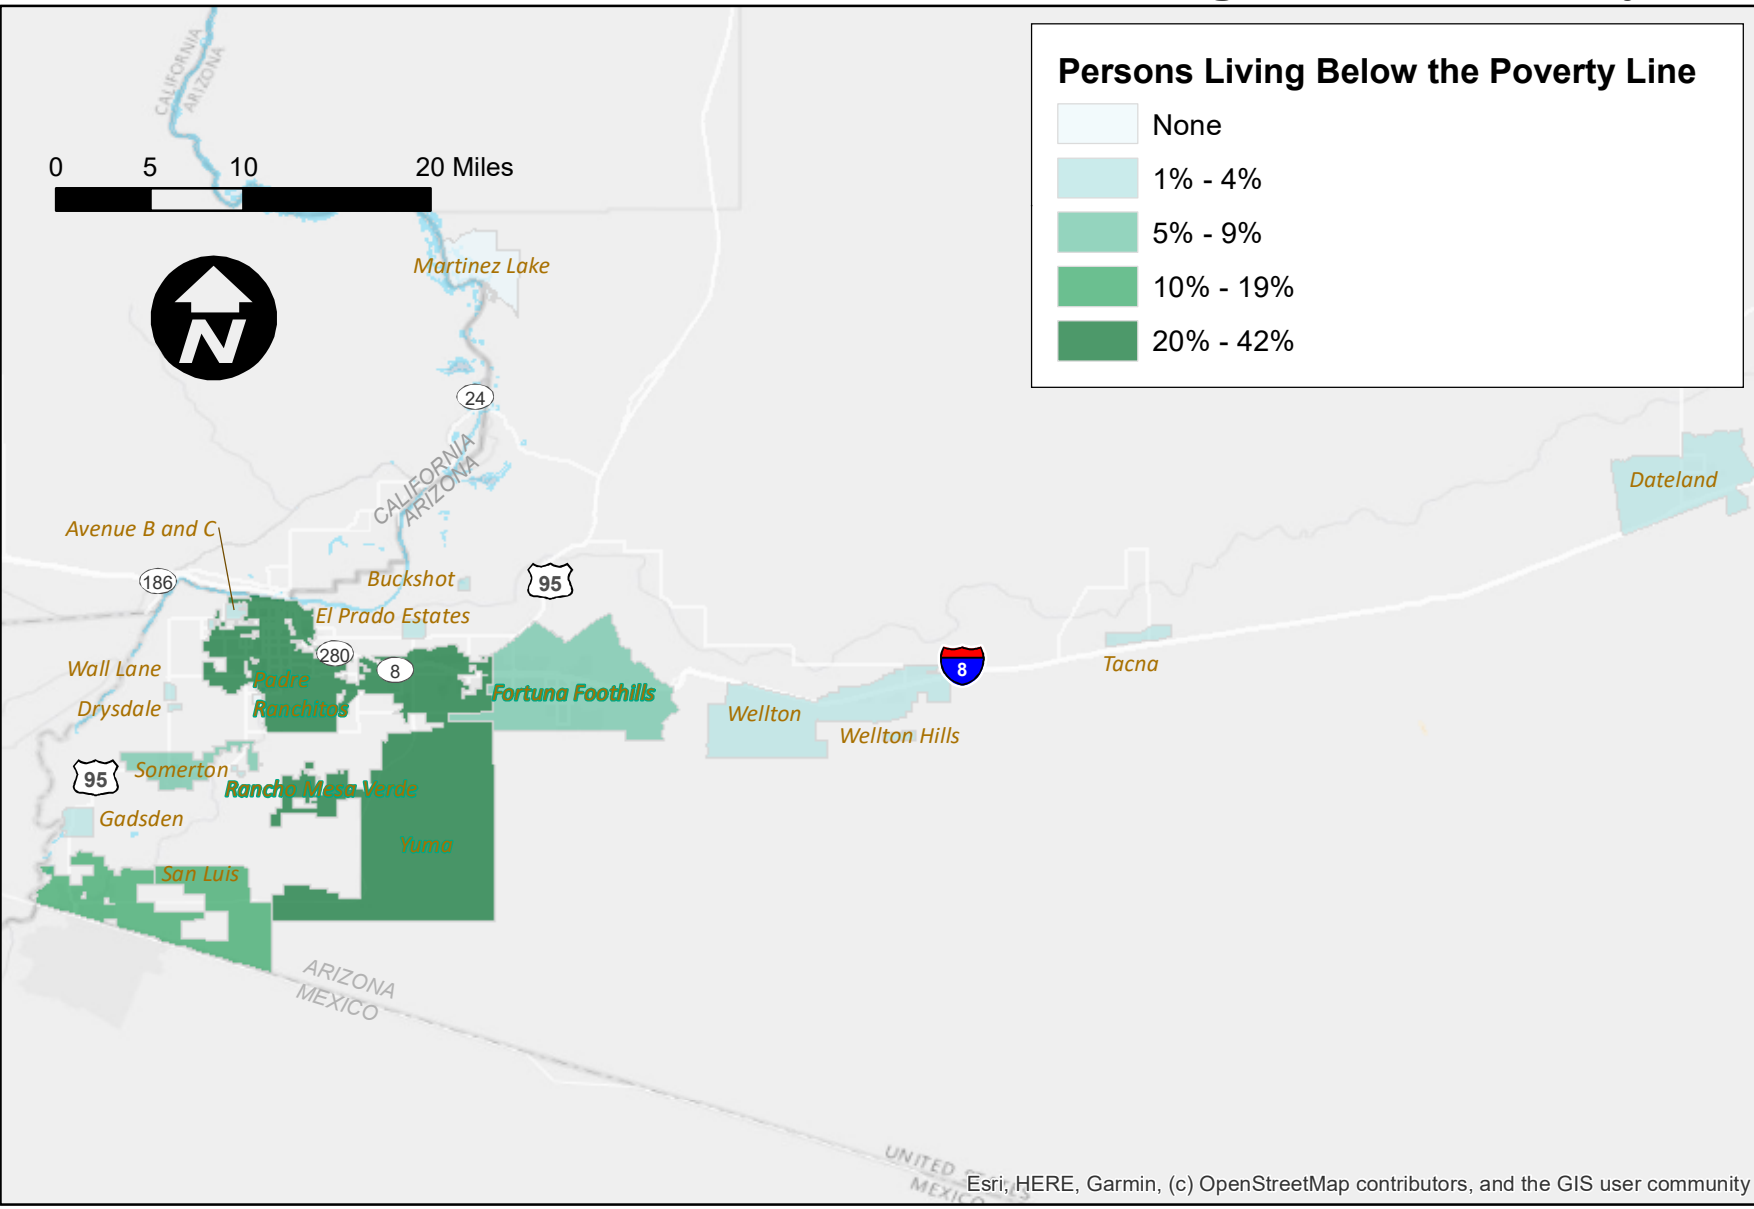 Persons Living Below the Poverty Line
None
1% - 4%
5% - 9%
10% - 19%
20% - 42%
CALIFORNIA
ARIZONA
0 5 10 20 Miles
Martinez Lake
N
24
CALIFORNIA
ARIZONA
Dateland
Avenue B and C
186
Buckshot
95
El Prado Estates
280
8
8
Wall Lane
Tacna
Padre
Ranchitos
Fortuna Foothills
Drysdale
Wellton
Wellton Hills
Somerton
95
Rancho Mesa Verde
Gadsden
Yuma
San Luis
ARIZONA
MEXICO
UNITED STATES
MEXICO
Esri, HERE, Garmin, (c) OpenStreetMap contributors, and the GIS user community